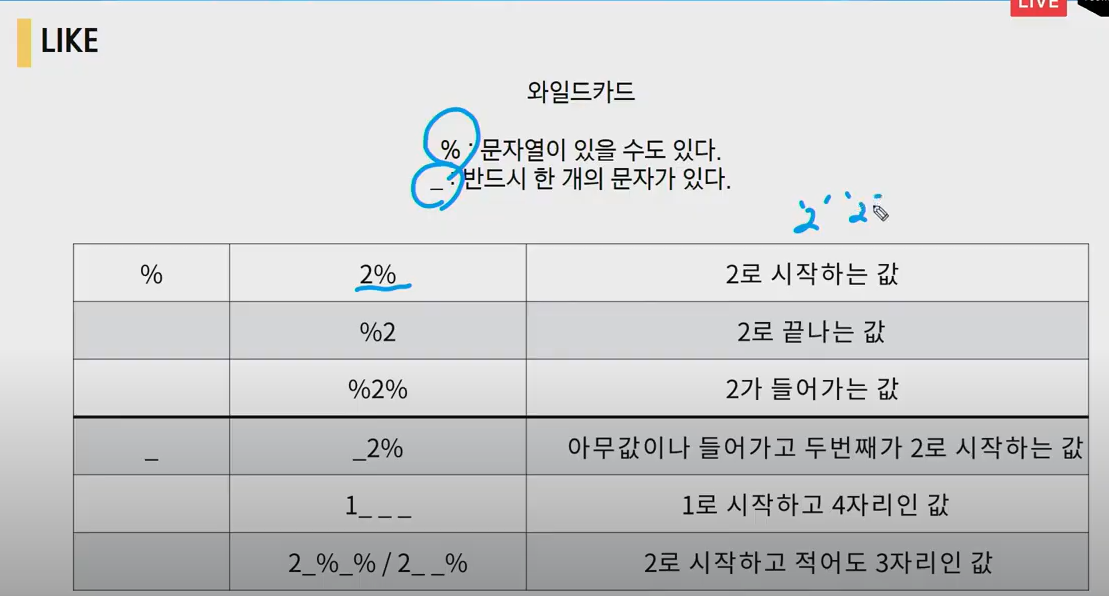 LIVE
LIKE
와일드카드
% : 문자열이 있을 수도 있다.
_ : 반드시 한 개의 문자가 있다.
'2' '2
% 2% 2로 시작하는 값
%2 2로 끝나는 값
%2% 2가 들어가는 값
_ _2% 아무값이나 들어가고 두번째가 2로 시작하는 값
1_ _ _ 1로 시작하고 4자리인 값
2_%_% / 2_ _% 2로 시작하고 적어도 3자리인 값